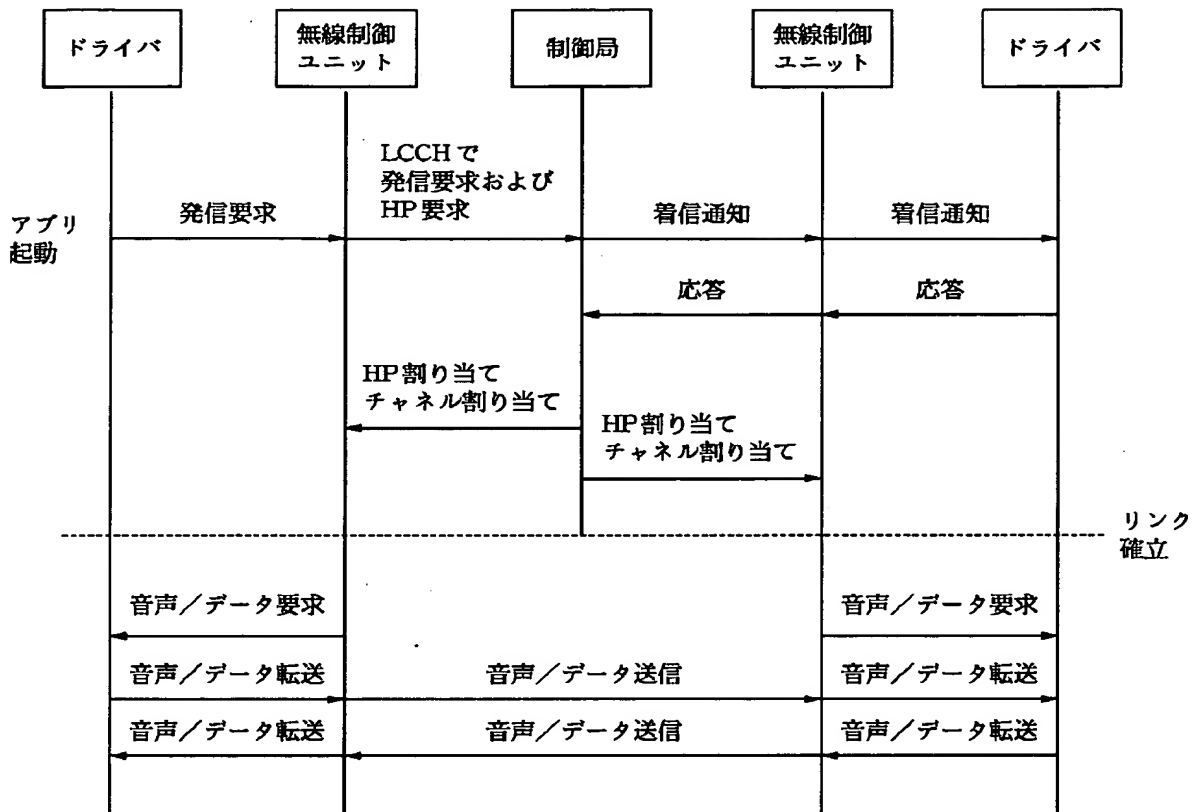 ドライバ
無線制御
ユニット
制御局
無線制御
ユニット
ドライバ
アプリ
起動
発信要求
LCCHで
発信要求および
HP要求
着信通知
着信通知
応答
応答
HP割り当て
チャネル割り当て
HP割り当て
チャネル割り当て
リンク
確立
音声/データ要求
音声/データ要求
音声/データ転送
音声/データ送信
音声/データ転送
音声/データ転送
音声/データ送信
音声/データ転送